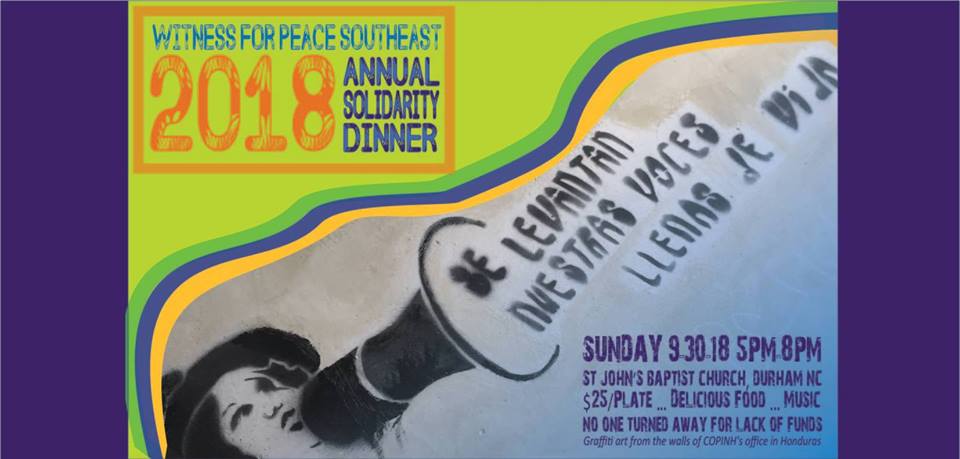 WITNESS FOR PEACE SOUTHEAST
2018
ANNUAL
SOLIDARITY
DINNER
SE LEVANTAN
NUESTRAS VOCES
LLENAS DE VIDA
SUNDAY 9-30-18 5PM-8PM
ST JOHN'S BAPTIST CHURCH, DURHAM NC
$25/PLATE ... DELICIOUS FOOD ... MUSIC
NO ONE TURNED AWAY FOR LACK OF FUNDS
Graffiti art from the walls of COPINH's office in Honduras